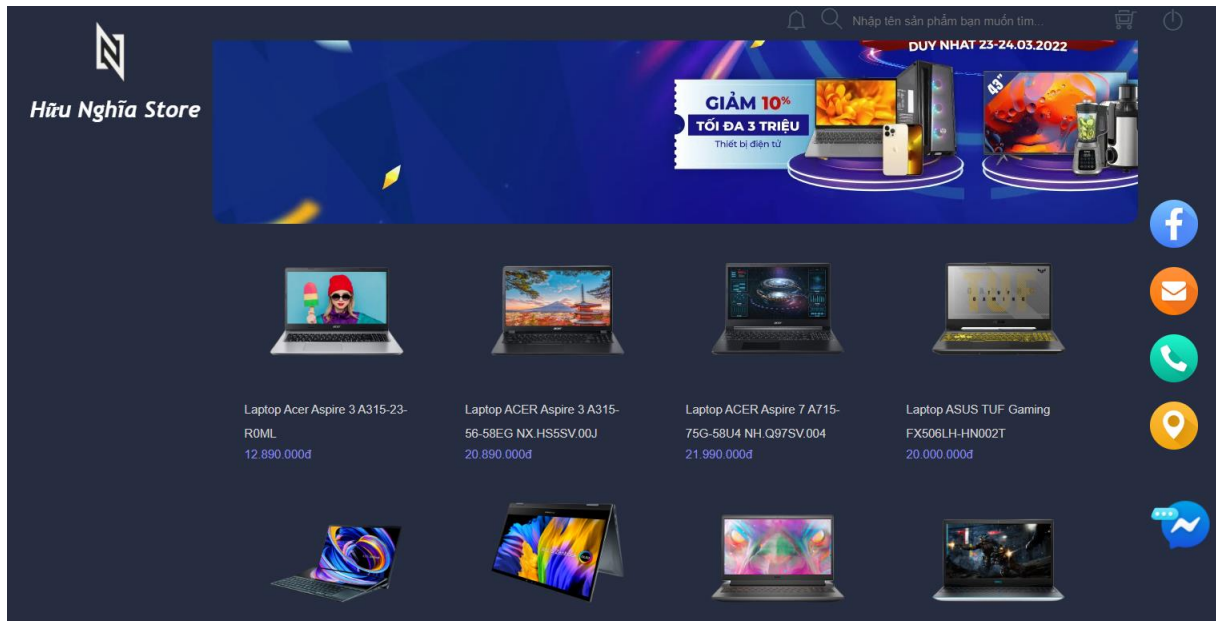 Nhập tên sản phẩm bạn muốn tìm...
Hữu Nghĩa Store
DUY NHẤT 23-24.03.2022
43"
GIẢM 10%
TỐI ĐA 3 TRIỆU
Thiết bị điện tử
Laptop Acer Aspire 3 A315-23-
R0ML
12.890.000đ
Laptop ACER Aspire 3 A315-
56-58EG NX.HS5SV.00J
20.890.000đ
Laptop ACER Aspire 7 A715-
75G-58U4 NH.Q97SV.004
21.990.000đ
Laptop ASUS TUF Gaming
FX506LH-HN002T
20.000.000đ